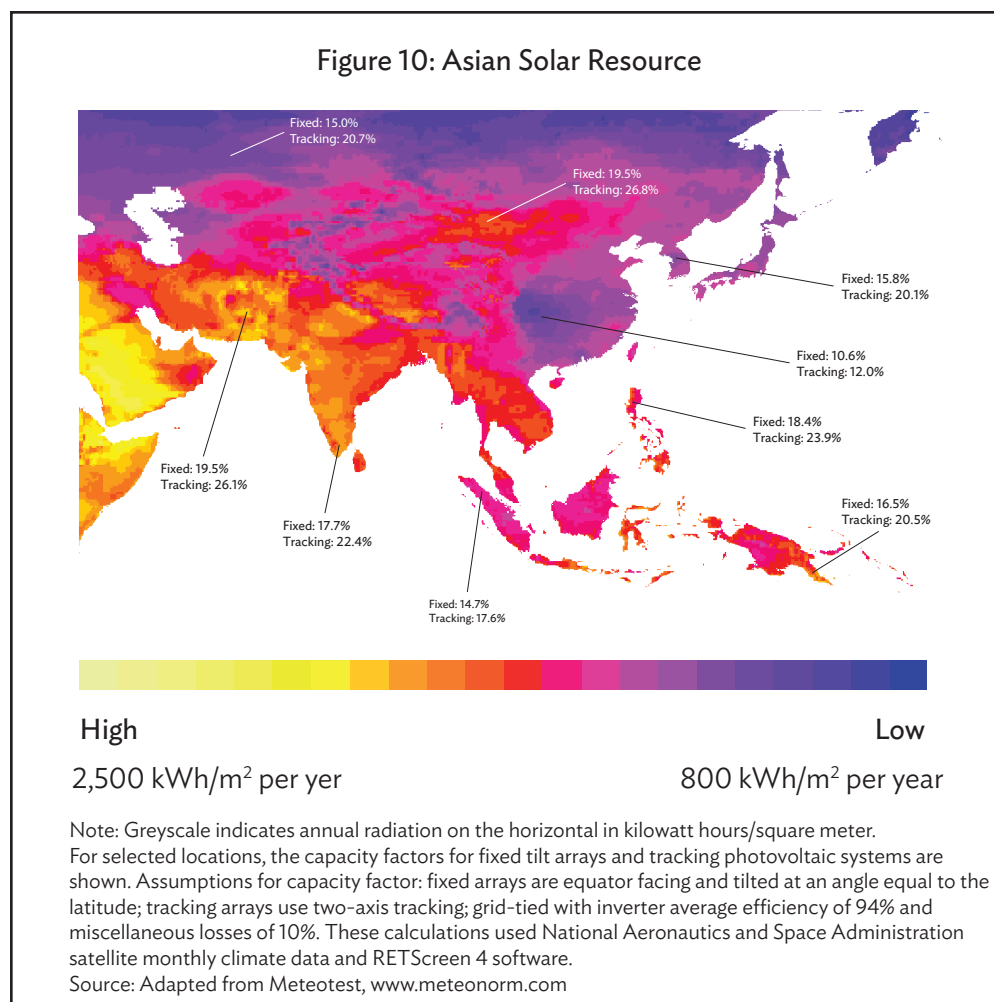 Figure 10: Asian Solar Resource
Fixed: 15.0%
Tracking: 20.7%
Fixed: 19.5%
Tracking: 26.8%
Fixed: 15.8%
Tracking: 20.1%
Fixed: 10.6%
Tracking: 12.0%
Fixed: 18.4%
Tracking: 23.9%
Fixed: 19.5%
Tracking: 26.1%
Fixed: 16.5%
Tracking: 20.5%
Fixed: 17.7%
Tracking: 22.4%
Fixed: 14.7%
Tracking: 17.6%
High
Low
2,500 kWh/m² per yer
800 kWh/m² per year
Note: Greyscale indicates annual radiation on the horizontal in kilowatt hours/square meter.
For selected locations, the capacity factors for fixed tilt arrays and tracking photovoltaic systems are
shown. Assumptions for capacity factor: fixed arrays are equator facing and tilted at an angle equal to the
latitude; tracking arrays use two-axis tracking; grid-tied with inverter average efficiency of 94% and
miscellaneous losses of 10%. These calculations used National Aeronautics and Space Administration
satellite monthly climate data and RETScreen 4 software.
Source: Adapted from Meteotest, www.meteonorm.com